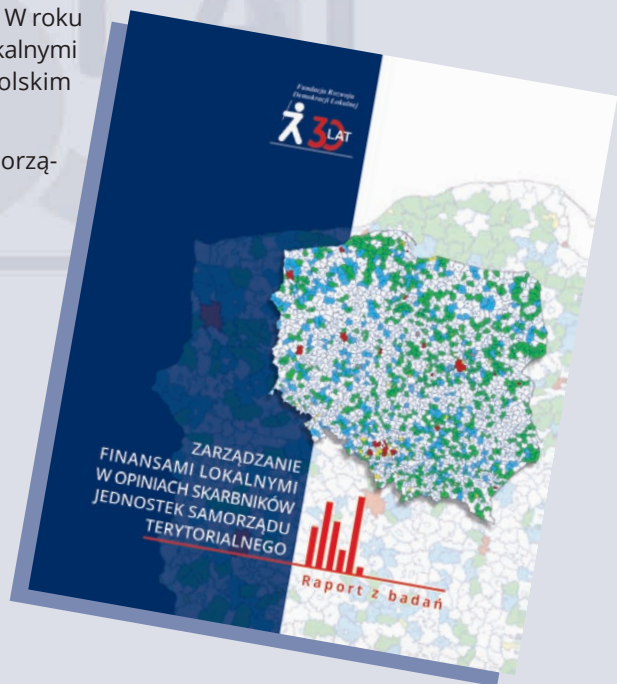 W roku
kalnymi
olskim
orzą-
Fundacja Rozwoju
Demokracji Lokalnej
30 LAT
ZARZĄDZANIE
FINANSAMI LOKALNYMI
W OPINIACH SKARBNIKÓW
JEDNOSTEK SAMORZĄDU
TERYTORIALNEGO
Raport z badań